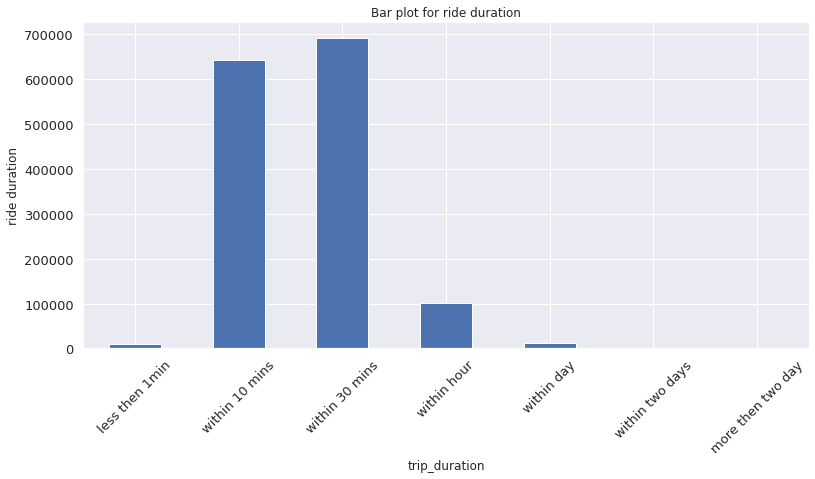 Bar plot for ride duration
700000
600000
500000
400000
300000
200000
100000
0
ride duration
less then 1min
within 10 mins
within 30 mins
within hour
within day
within two days
more then two day
trip_duration